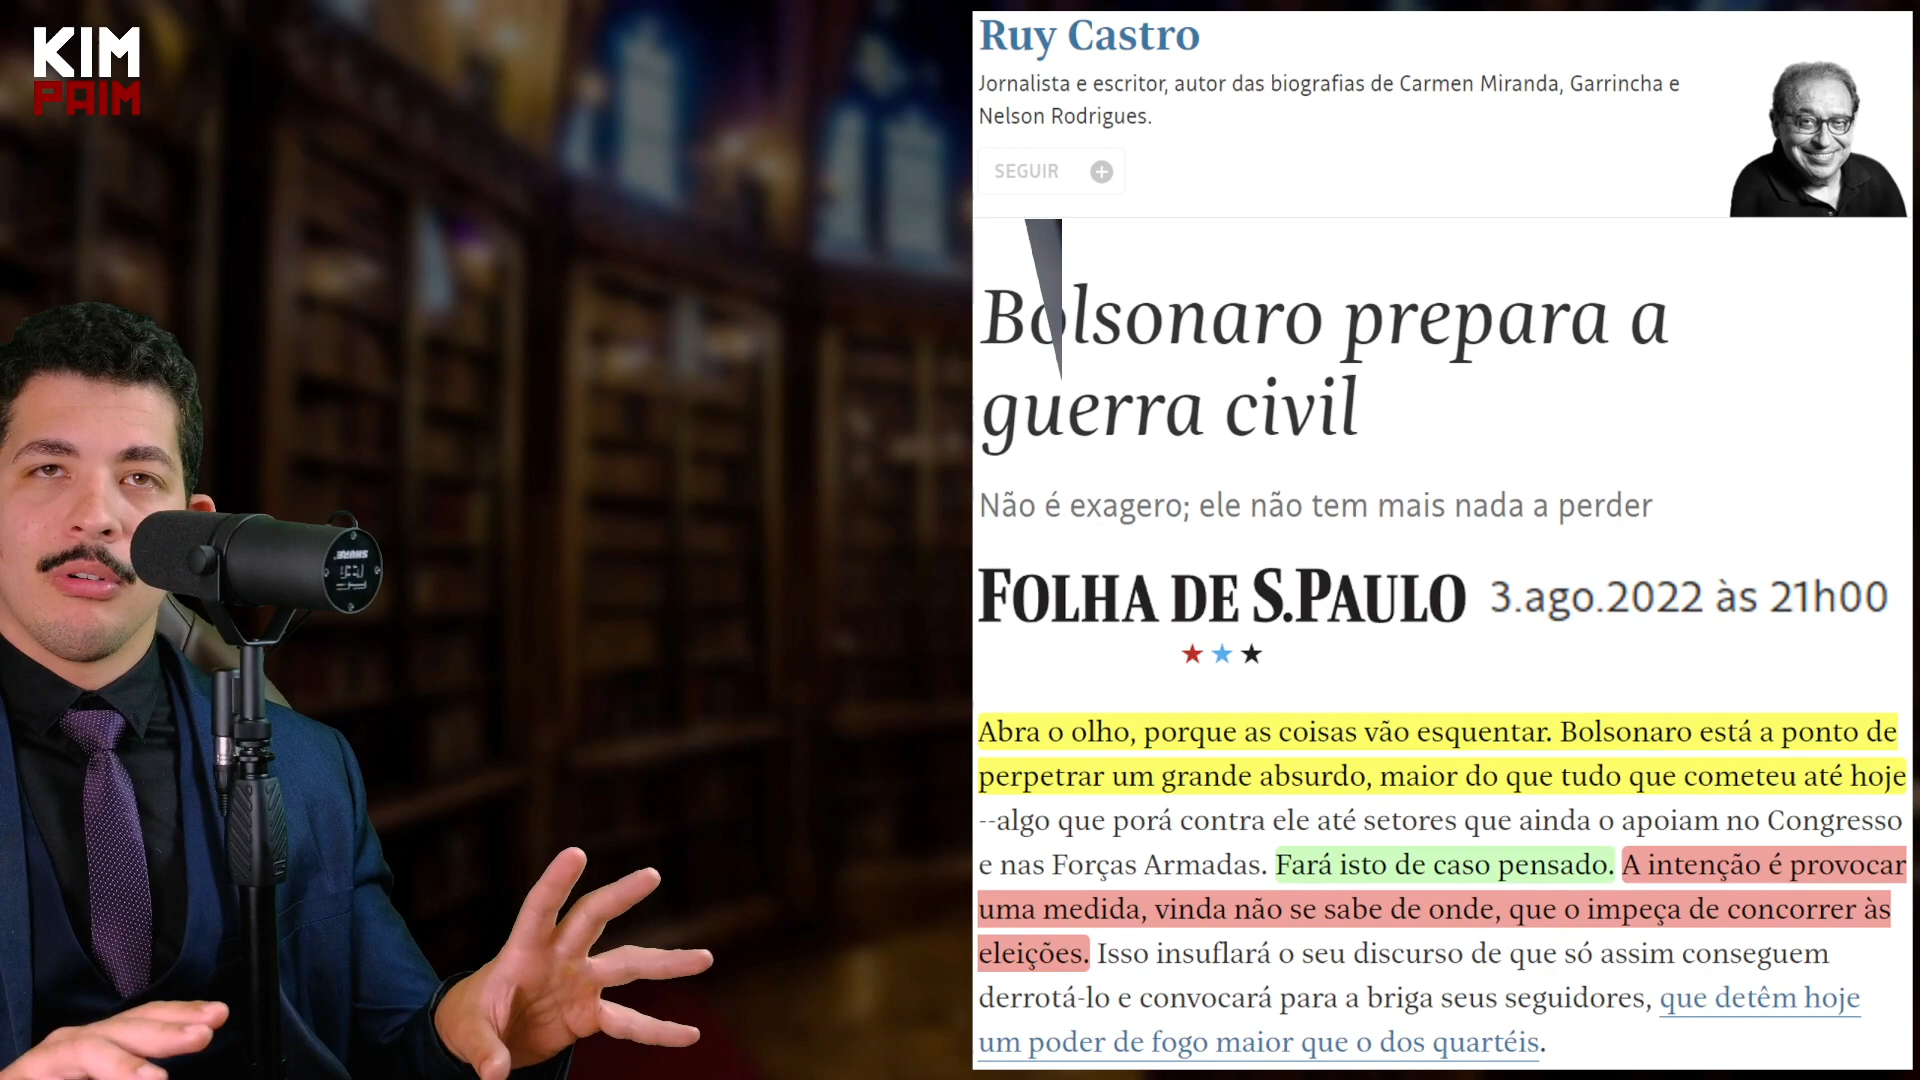 KIM
PAIM
Ruy Castro
Jornalista e escritor, autor das biografias de Carmen Miranda, Garrincha e
Nelson Rodrigues.
SEGUIR
Bolsonaro prepara a
guerra civil
Não é exagero; ele não tem mais nada a perder
FOLHA DE S.PAULO 3.ago.2022 às 21h00
Abra o olho, porque as coisas vão esquentar. Bolsonaro está a ponto de
perpetrar um grande absurdo, maior do que tudo que cometeu até hoje
--algo que porá contra ele até setores que ainda o apoiam no Congresso
e nas Forças Armadas. Fará isto de caso pensado. A intenção é provocar
uma medida, vinda não se sabe de onde, que o impeça de concorrer às
eleições. Isso insuflará o seu discurso de que só assim conseguem
derrotá-lo e convocará para a briga seus seguidores, que detêm hoje
um poder de fogo maior que o dos quartéis.
SHURE